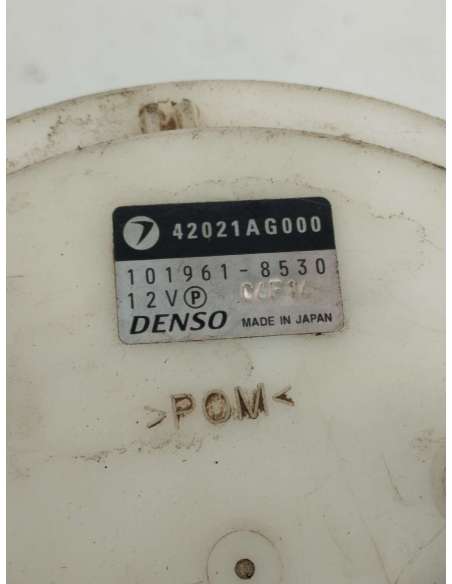 42021AG000
101961-8530
12V Ⓟ
DENSO MADE IN JAPAN
>POM<